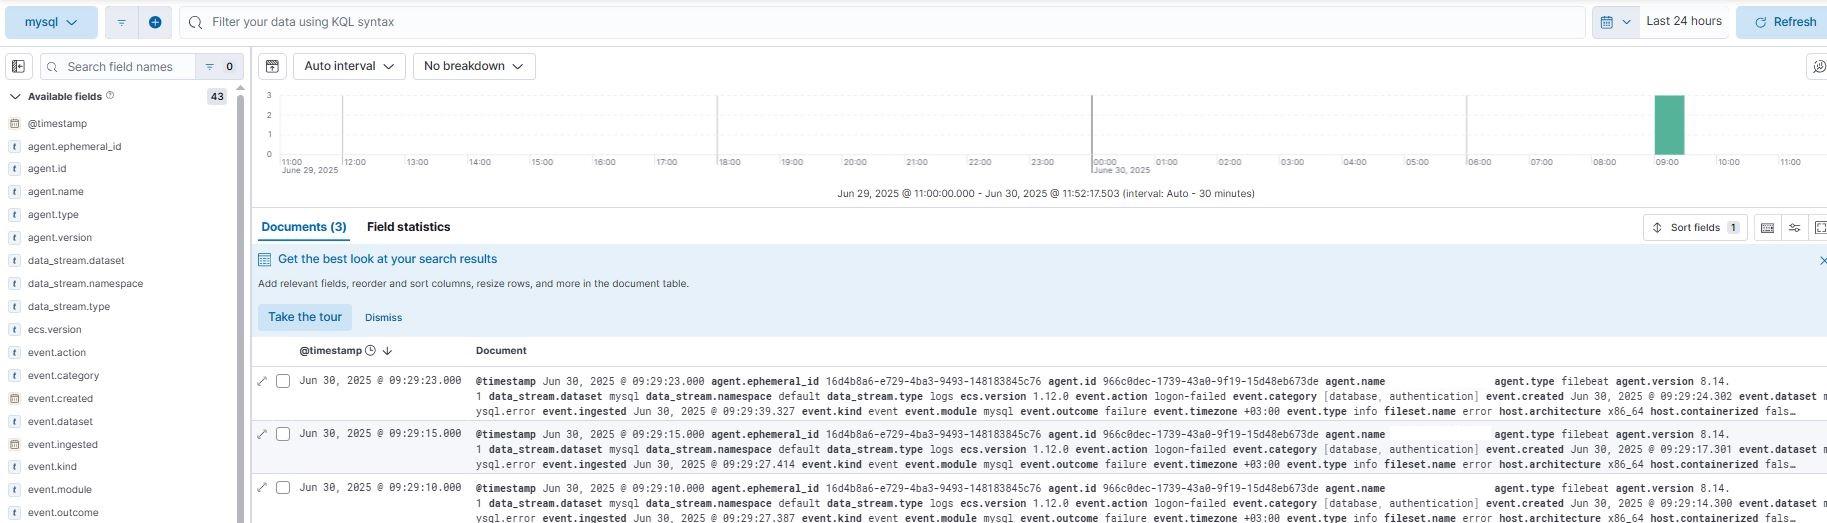 mysql
Filter your data using KQL syntax
Last 24 hours
Refresh
Search field names
0
Auto interval
No breakdown
Available fields
43
@timestamp
agent.ephemeral_id
agent.id
agent.name
agent.type
agent.version
data_stream.dataset
data_stream.namespace
data_stream.type
ecs.version
event.action
event.category
event.created
event.dataset
event.ingested
event.kind
event.module
event.outcome
3
2
1
0
11:00 12:00 13:00 14:00 15:00 16:00 17:00 18:00 19:00 20:00 21:00 22:00 23:00 00:00 01:00 02:00 03:00 04:00 05:00 06:00 07:00 08:00 09:00 10:00 11:00
June 29, 2025 June 30, 2025
Jun 29, 2025 @ 11:00:00.000 - Jun 30, 2025 @ 11:52:17.503 (interval: Auto - 30 minutes)
Documents (3) Field statistics
Sort fields 1
Get the best look at your search results
Add relevant fields, reorder and sort columns, resize rows, and more in the document table.
Take the tour Dismiss
@timestamp Document
Jun 30, 2025 @ 09:29:23.000 @timestamp Jun 30, 2025 @ 09:29:23.000 agent.ephemeral_id 16d4b8a6-e729-4ba3-9493-148183845c76 agent.id 966c0dec-1739-43a0-9f19-15d48eb673de agent.name agent.type filebeat agent.version 8.14.
1 data_stream.dataset mysql data_stream.namespace default data_stream.type logs ecs.version 1.12.0 event.action logon-failed event.category [database, authentication] event.created Jun 30, 2025 @ 09:29:24.302 event.dataset m
ysql.error event.ingested Jun 30, 2025 @ 09:29:39.327 event.kind event event.module mysql event.outcome failure event.timezone +03:00 event.type info fileset.name error host.architecture x86_64 host.containerized fals…
Jun 30, 2025 @ 09:29:15.000 @timestamp Jun 30, 2025 @ 09:29:15.000 agent.ephemeral_id 16d4b8a6-e729-4ba3-9493-148183845c76 agent.id 966c0dec-1739-43a0-9f19-15d48eb673de agent.name agent.type filebeat agent.version 8.14.
1 data_stream.dataset mysql data_stream.namespace default data_stream.type logs ecs.version 1.12.0 event.action logon-failed event.category [database, authentication] event.created Jun 30, 2025 @ 09:29:17.301 event.dataset m
ysql.error event.ingested Jun 30, 2025 @ 09:29:27.414 event.kind event event.module mysql event.outcome failure event.timezone +03:00 event.type info fileset.name error host.architecture x86_64 host.containerized fals…
Jun 30, 2025 @ 09:29:10.000 @timestamp Jun 30, 2025 @ 09:29:10.000 agent.ephemeral_id 16d4b8a6-e729-4ba3-9493-148183845c76 agent.id 966c0dec-1739-43a0-9f19-15d48eb673de agent.name agent.type filebeat agent.version 8.14.
1 data_stream.dataset mysql data_stream.namespace default data_stream.type logs ecs.version 1.12.0 event.action logon-failed event.category [database, authentication] event.created Jun 30, 2025 @ 09:29:14.300 event.dataset m
ysql.error event.ingested Jun 30, 2025 @ 09:29:27.387 event.kind event event.module mysql event.outcome failure event.timezone +03:00 event.type info fileset.name error host.architecture x86_64 host.containerized fals…